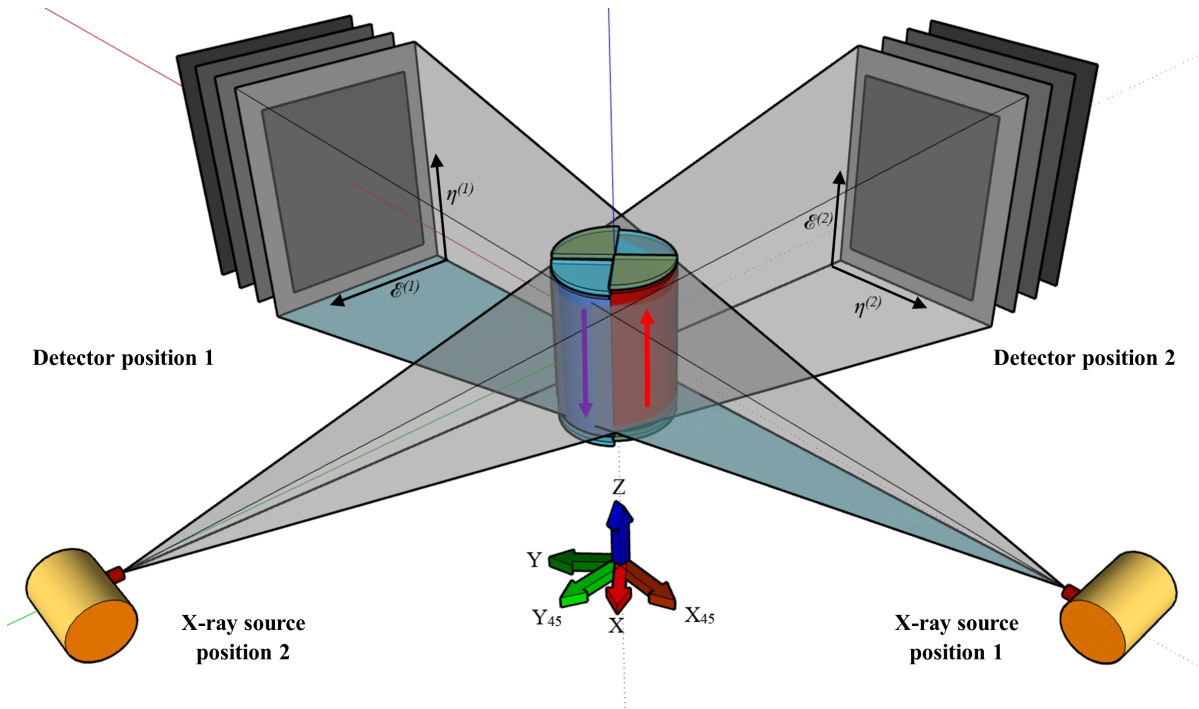 η(1)
ℰ(1)
ℰ(2)
η(2)
Detector position 1
Detector position 2
Z
Y
Y45
X
X45
X-ray source
position 2
X-ray source
position 1